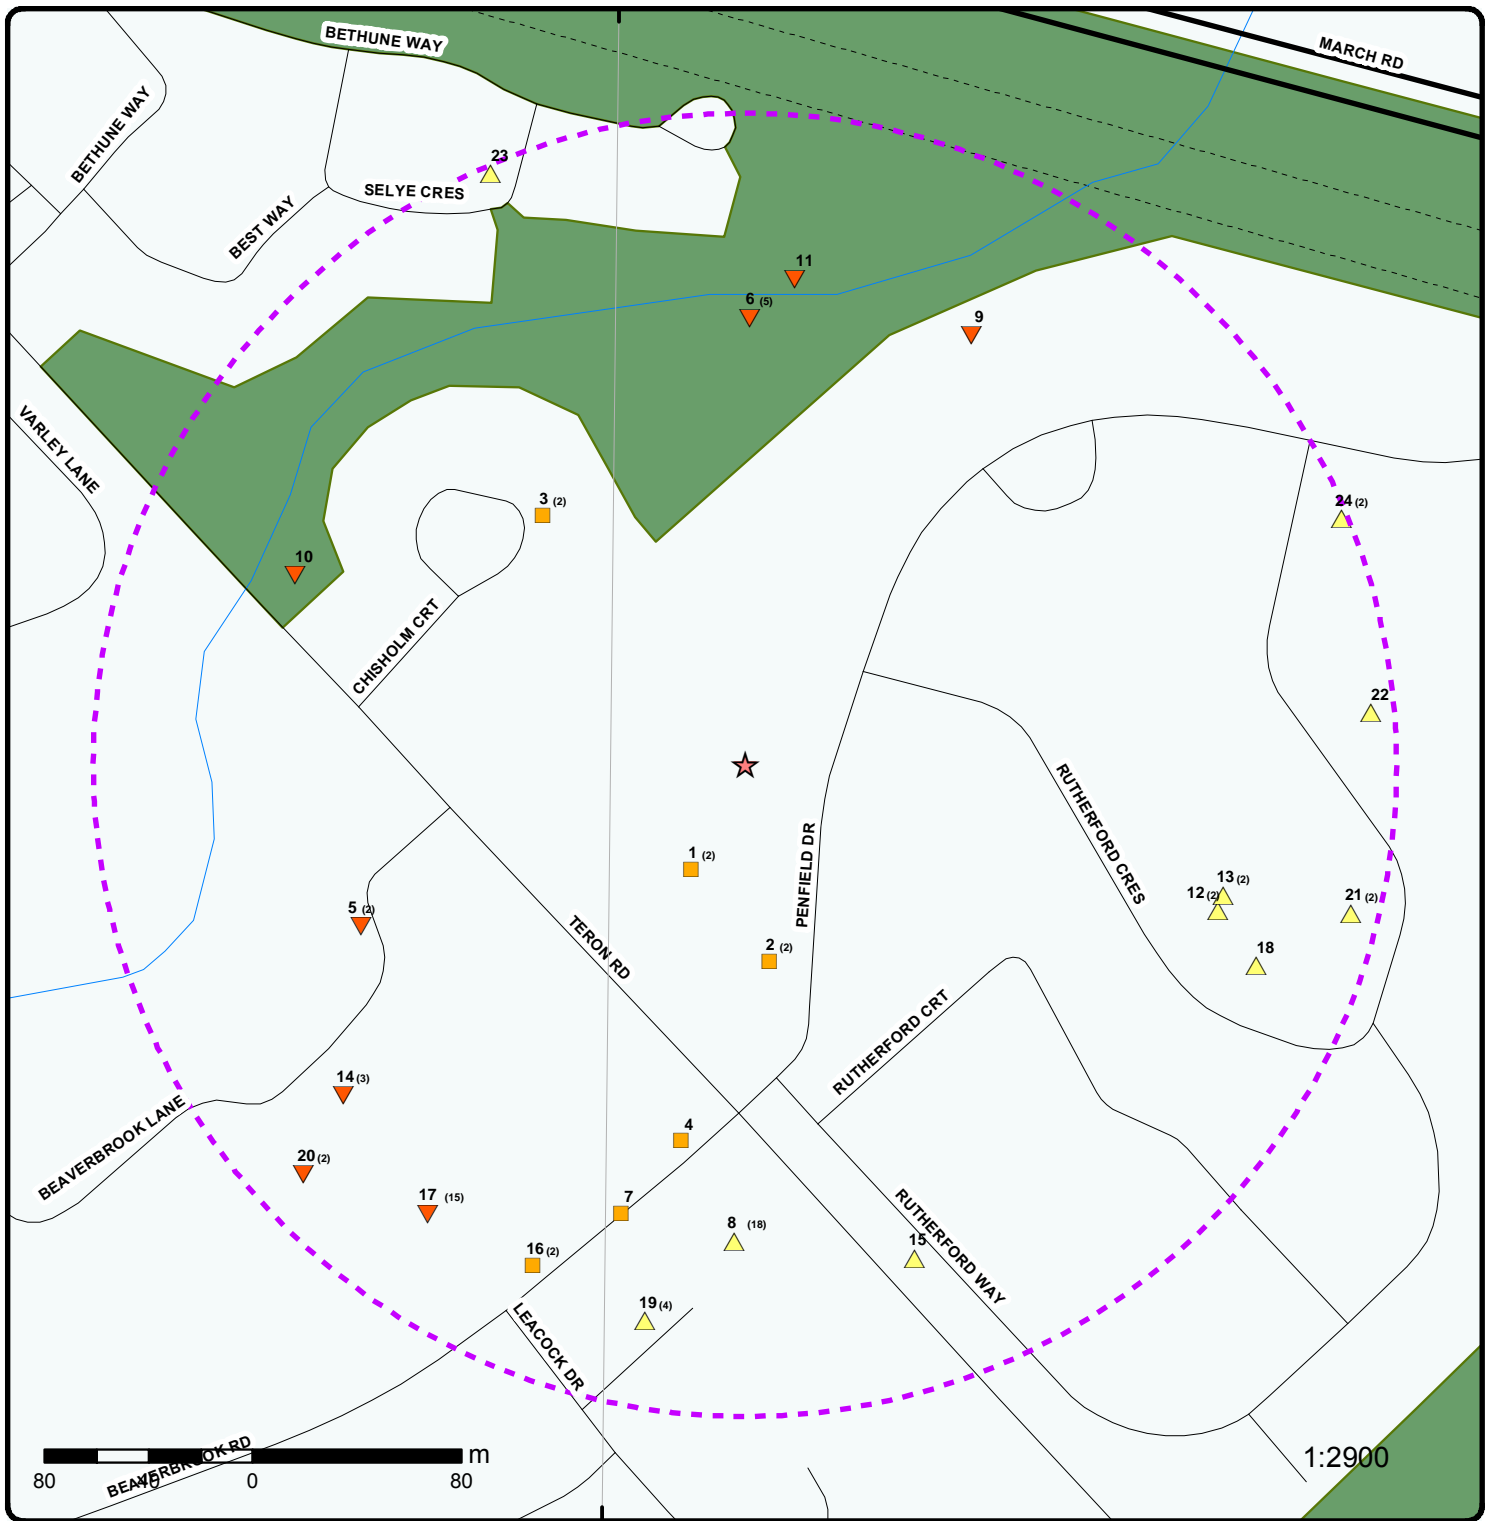 MARCH RD
BETHUNE WAY
BETHUNE WAY
23
SELYE CRES
BEST WAY
11
6 (5)
9
VARLEY LANE
3 (2)
24 (2)
10
CHISHOLM CRT
22
RUTHERFORD CRES
PENFIELD DR
1 (2)
13 (2)
12 (2)
21 (2)
5 (2)
TERON RD
2 (2)
18
RUTHERFORD CRT
14 (3)
BEAVERBROOK LANE
4
20 (2)
17 (15)
7
RUTHERFORD WAY
8 (18)
15
16 (2)
19 (4)
LEACOCK DR
BEAVERBROOK RD
m
1:2900
80 40 0 80